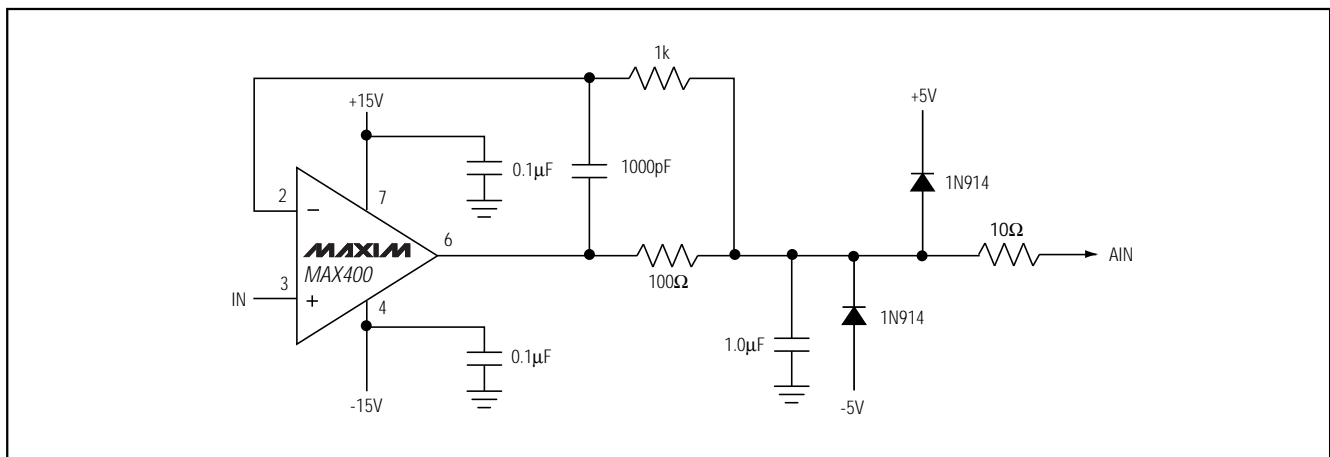 1k
+15V
+5V
0.1µF
1000pF
1N914
2
7
−
MAXIM
6
10Ω
MAX400
AIN
100Ω
3
IN
+
4
1N914
1.0µF
0.1µF
-15V
-5V